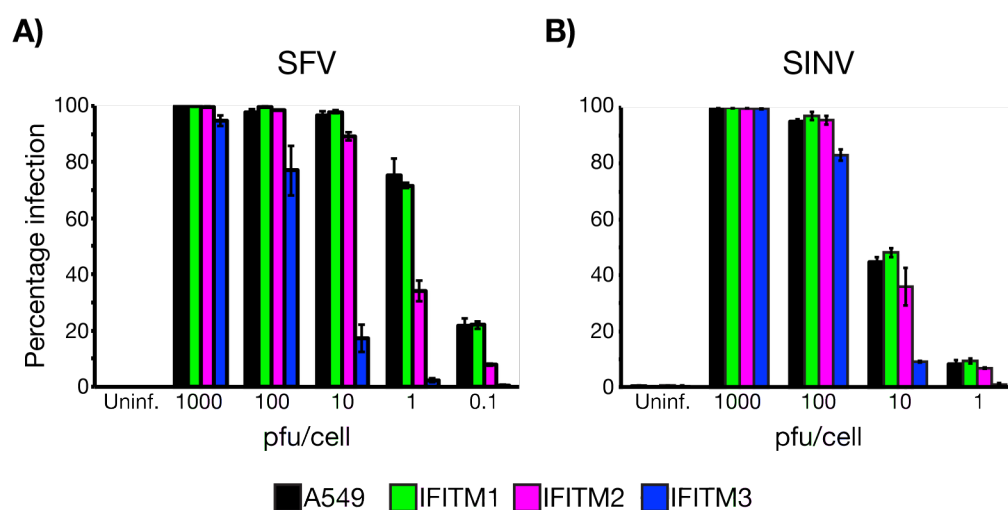 A)
SFV
Percentage infection
100
80
60
40
20
0
Uninf. 1000 100 10 1 0.1
pfu/cell
B)
SINV
100
80
60
40
20
0
Uninf. 1000 100 10 1
pfu/cell
A549 IFITM1 IFITM2 IFITM3